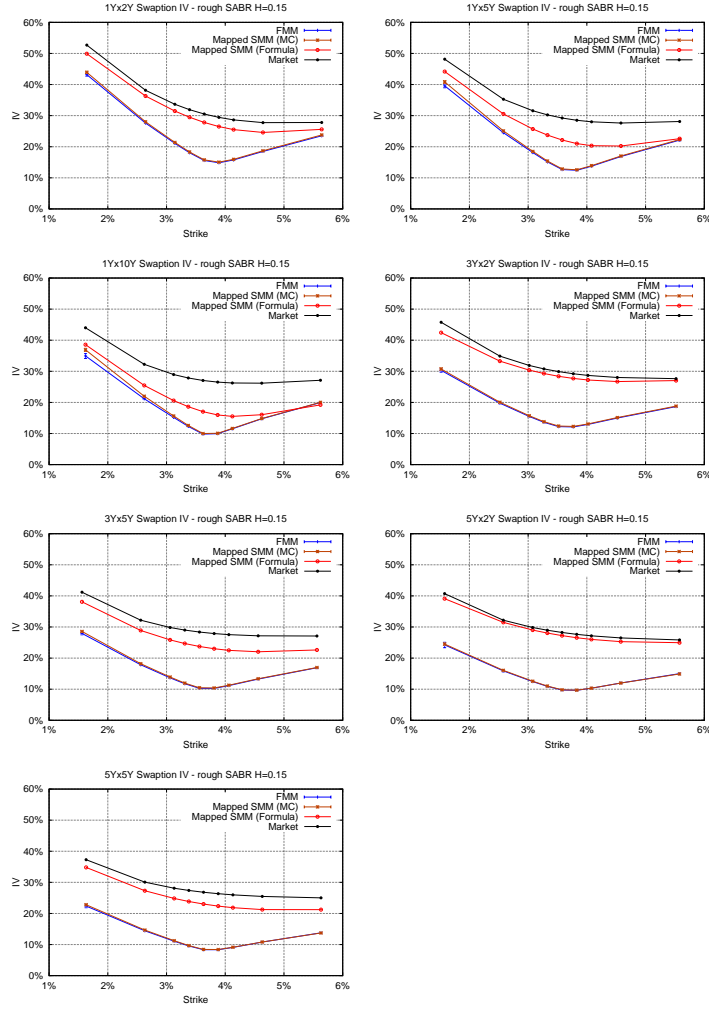 1Yx2Y Swaption IV - rough SABR H=0.15
60%
50%
40%
30%
20%
10%
0%
1%
2%
3%
4%
5%
6%
IV
Strike
FMM
Mapped SMM (MC)
Mapped SMM (Formula)
Market
1Yx5Y Swaption IV - rough SABR H=0.15
60%
50%
40%
30%
20%
10%
0%
1%
2%
3%
4%
5%
6%
IV
Strike
FMM
Mapped SMM (MC)
Mapped SMM (Formula)
Market
1Yx10Y Swaption IV - rough SABR H=0.15
60%
50%
40%
30%
20%
10%
0%
1%
2%
3%
4%
5%
6%
IV
Strike
FMM
Mapped SMM (MC)
Mapped SMM (Formula)
Market
3Yx2Y Swaption IV - rough SABR H=0.15
60%
50%
40%
30%
20%
10%
0%
1%
2%
3%
4%
5%
6%
IV
Strike
FMM
Mapped SMM (MC)
Mapped SMM (Formula)
Market
3Yx5Y Swaption IV - rough SABR H=0.15
60%
50%
40%
30%
20%
10%
0%
1%
2%
3%
4%
5%
6%
IV
Strike
FMM
Mapped SMM (MC)
Mapped SMM (Formula)
Market
5Yx2Y Swaption IV - rough SABR H=0.15
60%
50%
40%
30%
20%
10%
0%
1%
2%
3%
4%
5%
6%
IV
Strike
FMM
Mapped SMM (MC)
Mapped SMM (Formula)
Market
5Yx5Y Swaption IV - rough SABR H=0.15
60%
50%
40%
30%
20%
10%
0%
1%
2%
3%
4%
5%
6%
IV
Strike
FMM
Mapped SMM (MC)
Mapped SMM (Formula)
Market